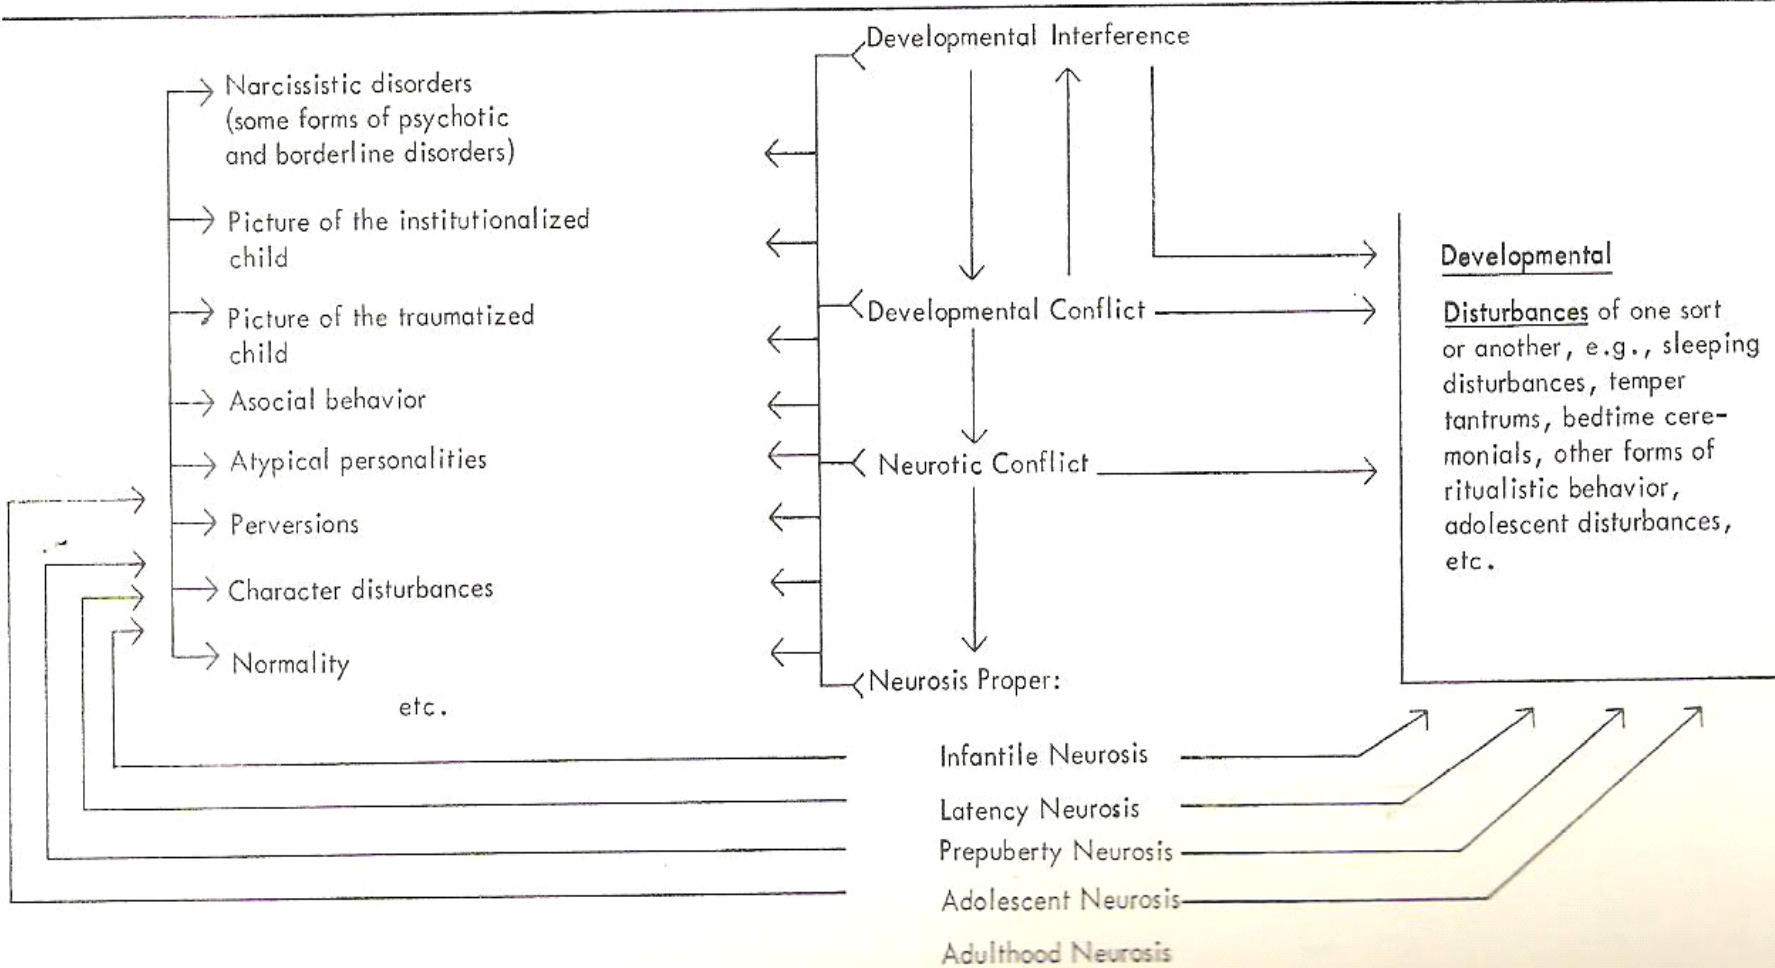 Developmental Interference
Narcissistic disorders
(some forms of psychotic
and borderline disorders)
Picture of the institutionalized
child
Picture of the traumatized
child
Asocial behavior
Atypical personalities
Perversions
Character disturbances
Normality
etc.
Developmental Conflict
Neurotic Conflict
Neurosis Proper:
Infantile Neurosis
Latency Neurosis
Prepuberty Neurosis
Adolescent Neurosis
Adulthood Neurosis
Developmental
Disturbances of one sort
or another, e.g., sleeping
disturbances, temper
tantrums, bedtime cere-
monials, other forms of
ritualistic behavior,
adolescent disturbances,
etc.